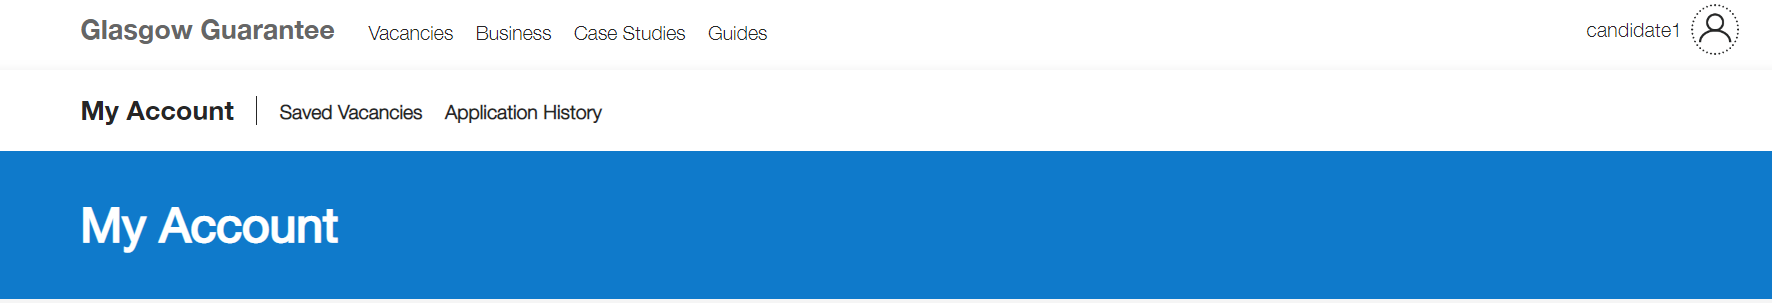 Glasgow Guarantee Vacancies Business Case Studies Guides candidate1
My Account Saved Vacancies Application History
My Account